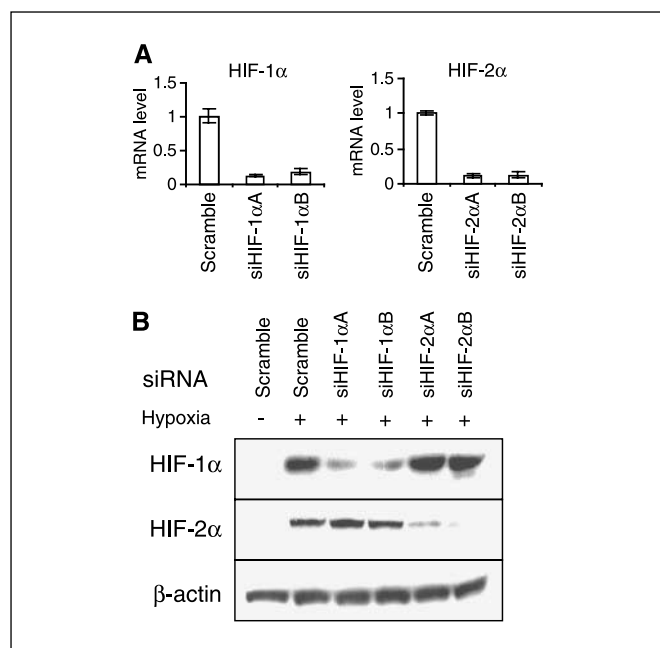 A
HIF-1α
HIF-2α
mRNA level
1.5
1
0.5
0
Scramble
siHIF-1αA
siHIF-1αB
mRNA level
1.5
1
0.5
0
Scramble
siHIF-2αA
siHIF-2αB
B
siRNA
Scramble
Scramble
siHIF-1αA
siHIF-1αB
siHIF-2αA
siHIF-2αB
Hypoxia - + + + + +
HIF-1α
HIF-2α
β-actin